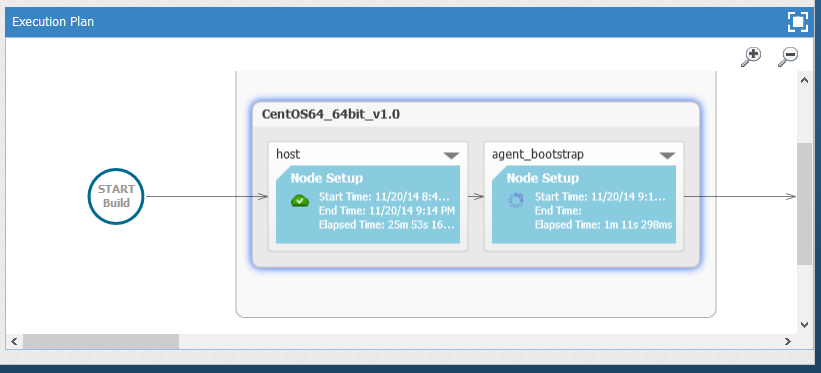 Execution Plan
CentOS64_64bit_v1.0
START
Build
host
Node Setup
Start Time: 11/20/14 8:4...
End Time: 11/20/14 9:14 PM
Elapsed Time: 25m 53s 16...
agent_bootstrap
Node Setup
Start Time: 11/20/14 9:1...
End Time:
Elapsed Time: 1m 11s 298ms